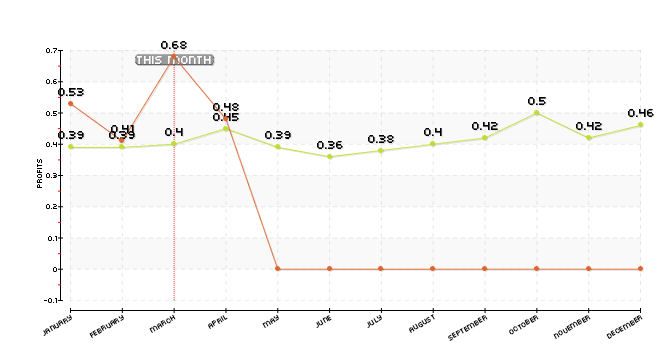 0.68
0.7
THIS MONTH
0.6
0.53
0.5
0.5
0.48
0.45
0.46
0.41
0.39
0.39
0.4
0.39
0.36
0.38
0.4
0.42
0.42
0.4
0.3
PROFITS
0.2
0.1
0
-0.1
JANUARY
FEBRUARY
MARCH
APRIL
MAY
JUNE
JULY
AUGUST
SEPTEMBER
OCTOBER
NOVEMBER
DECEMBER